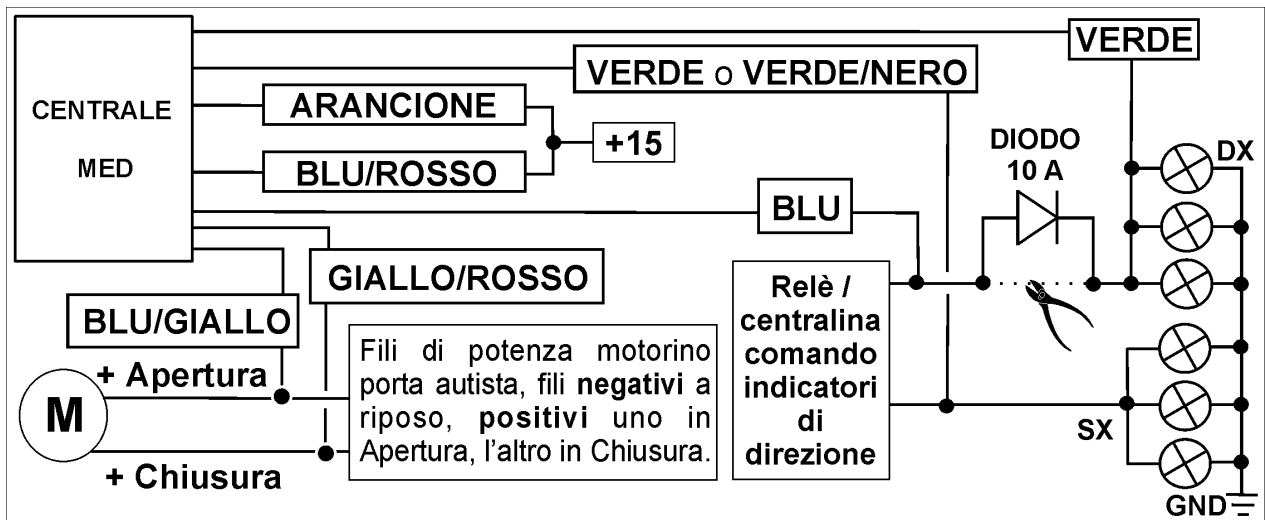 VERDE
CENTRALE
MED
VERDE o VERDE/NERO
ARANCIONE
+15
BLU/ROSSO
DIODO
10 A
DX
BLU
GIALLO/ROSSO
BLU/GIALLO
Relè /
centralina
comando
indicatori
di
direzione
+ Apertura
M
+ Chiusura
Fili di potenza motorino
porta autista, fili negativi a
riposo, positivi uno in
Apertura, l'altro in Chiusura.
SX
GND